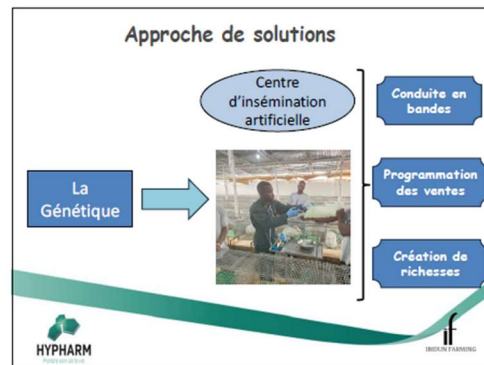 Approche de solutions
Centre
d'insémination
artificielle
Conduite en
bandes
La
Génétique
Programmation
des ventes
Création de
richesses
HYPHARM
if
IBIDUN FARMING